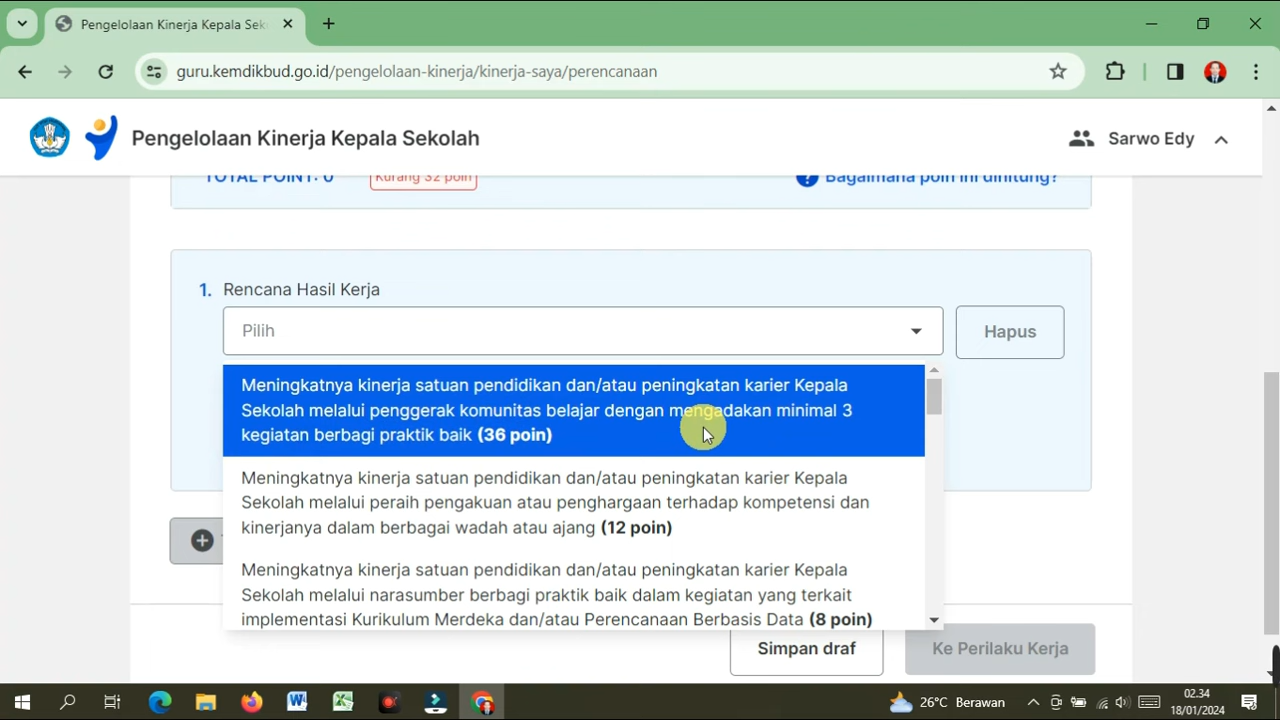 Pengelolaan Kinerja Kepala Sek
guru.kemdikbud.go.id/pengelolaan-kinerja/kinerja-saya/perencanaan
Pengelolaan Kinerja Kepala Sekolah
Sarwo Edy
TOTAL POINT: 0
Kurang 32 poin
Bagaimana poin ini dihitung?
1. Rencana Hasil Kerja
Pilih
Hapus
Meningkatnya kinerja satuan pendidikan dan/atau peningkatan karier Kepala
Sekolah melalui penggerak komunitas belajar dengan mengadakan minimal 3
kegiatan berbagi praktik baik (36 poin)
Meningkatnya kinerja satuan pendidikan dan/atau peningkatan karier Kepala
Sekolah melalui peraih pengakuan atau penghargaan terhadap kompetensi dan
kinerjanya dalam berbagai wadah atau ajang (12 poin)
Meningkatnya kinerja satuan pendidikan dan/atau peningkatan karier Kepala
Sekolah melalui narasumber berbagi praktik baik dalam kegiatan yang terkait
implementasi Kurikulum Merdeka dan/atau Perencanaan Berbasis Data (8 poin)
Simpan draf
Ke Perilaku Kerja
26°C Berawan
02.34
18/01/2024